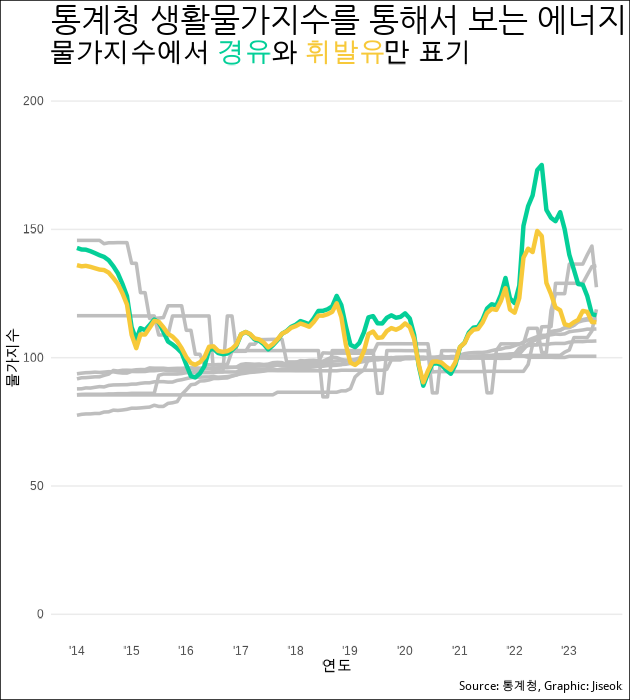 통계청 생활물가지수를 통해서 보는 에너지
물가지수에서 경유와 휘발유만 표기
200
150
100
50
0
물가지수
'14 '15 '16 '17 '18 '19 '20 '21 '22 '23
연도
Source: 통계청, Graphic: Jiseok